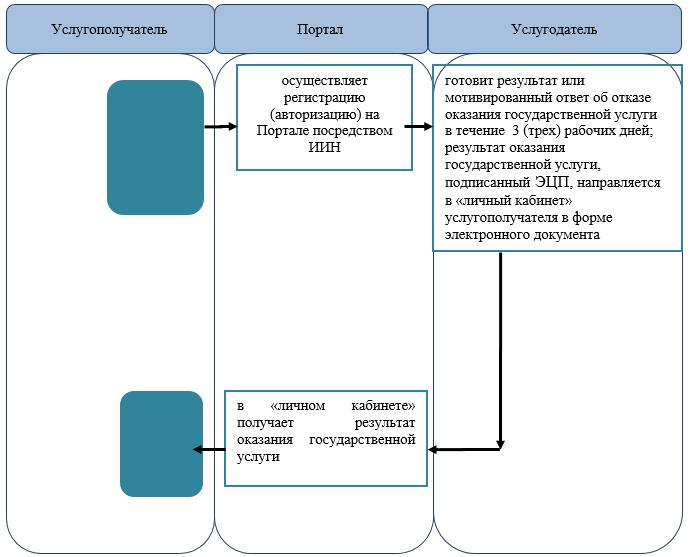 Услугополучатель
Портал
Услугодатель
осуществляет
регистрацию
(авторизацию) на
Портале посредством
ИИН
готовит результат или
мотивированный ответ об отказе
оказания государственной услуги
в течение 3 (трех) рабочих дней;
результат оказания
государственной услуги,
подписанный ЭЦП, направляется
в «личный кабинет»
услугополучателя в форме
электронного документа
в «личном кабинете»
получает результат
оказания государственной
услуги